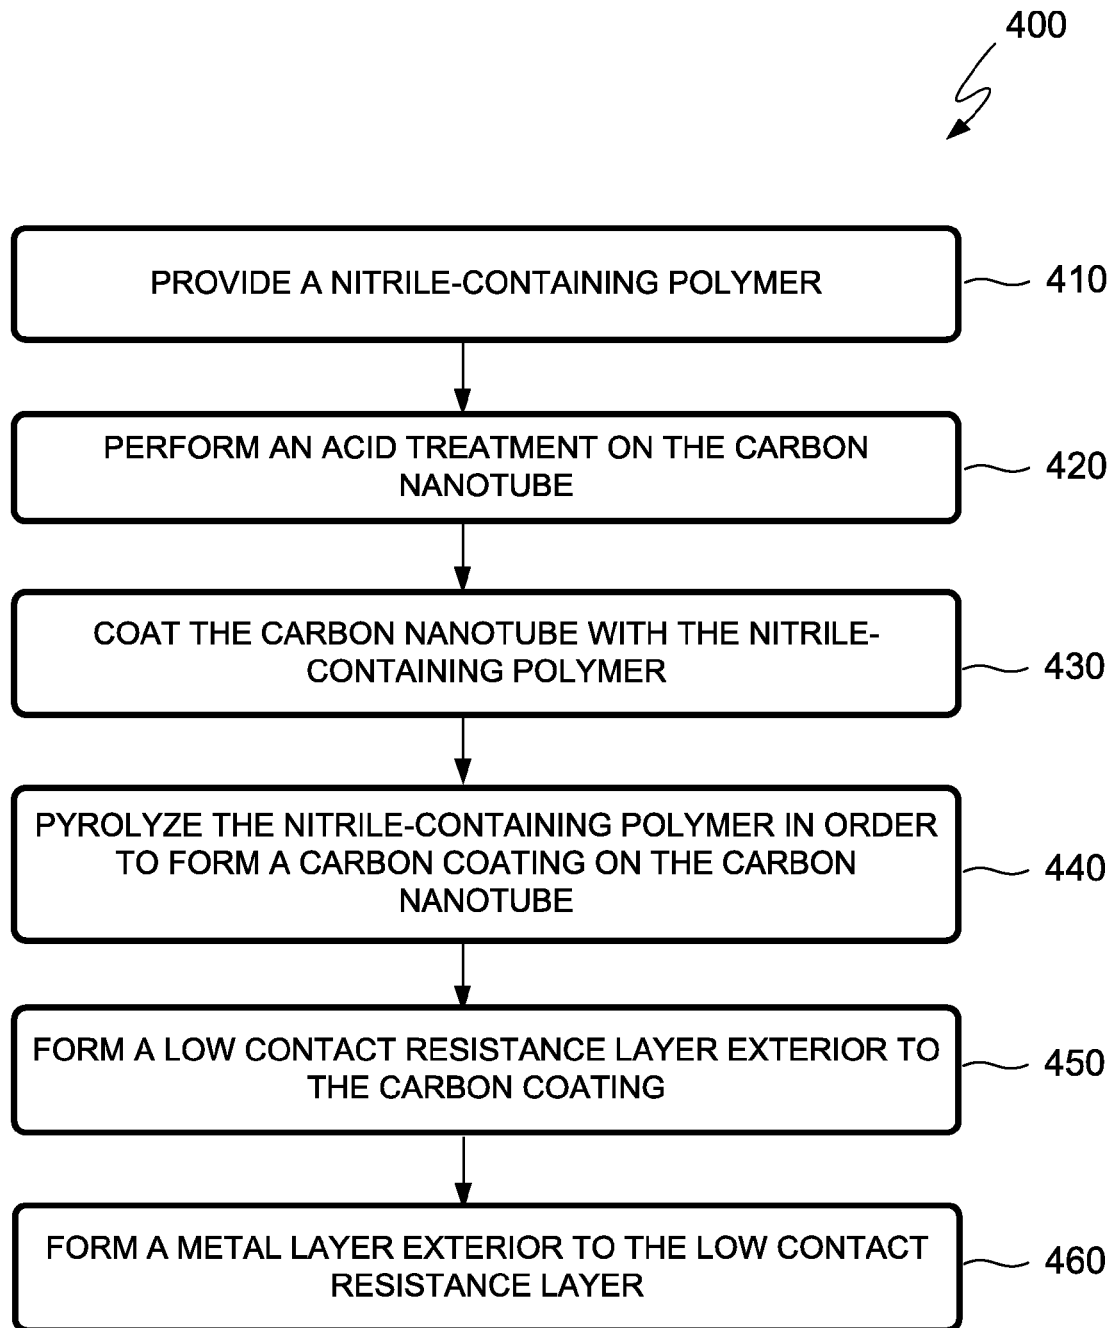 400
PROVIDE A NITRILE-CONTAINING POLYMER
410
PERFORM AN ACID TREATMENT ON THE CARBON
NANOTUBE
420
COAT THE CARBON NANOTUBE WITH THE NITRILE-
CONTAINING POLYMER
430
PYROLYZE THE NITRILE-CONTAINING POLYMER IN ORDER
TO FORM A CARBON COATING ON THE CARBON
NANOTUBE
440
FORM A LOW CONTACT RESISTANCE LAYER EXTERIOR TO
THE CARBON COATING
450
FORM A METAL LAYER EXTERIOR TO THE LOW CONTACT
RESISTANCE LAYER
460